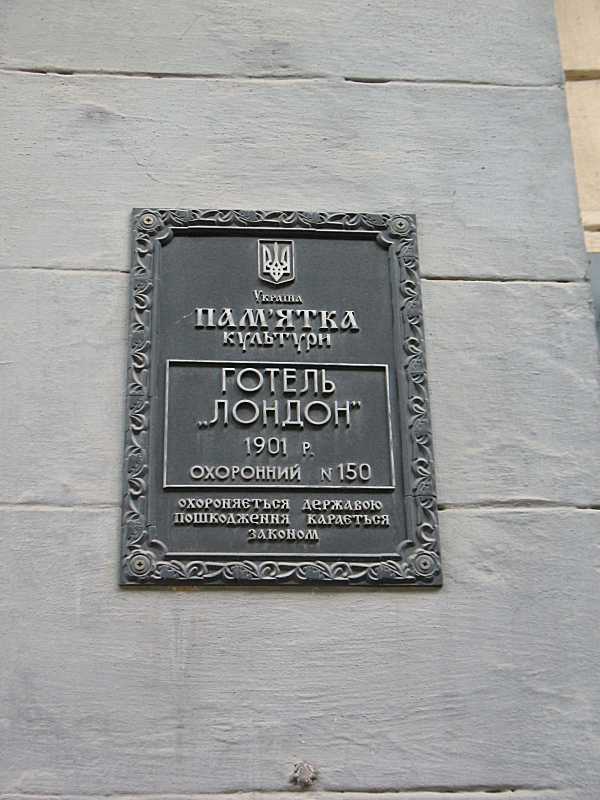 Україна
ПАМ'ЯТКА
культури
ГОТЕЛЬ
„ЛОНДОН"
1901 р.
ОХОРОННИЙ N 150
охороняється державою
пошкодження карається
законом